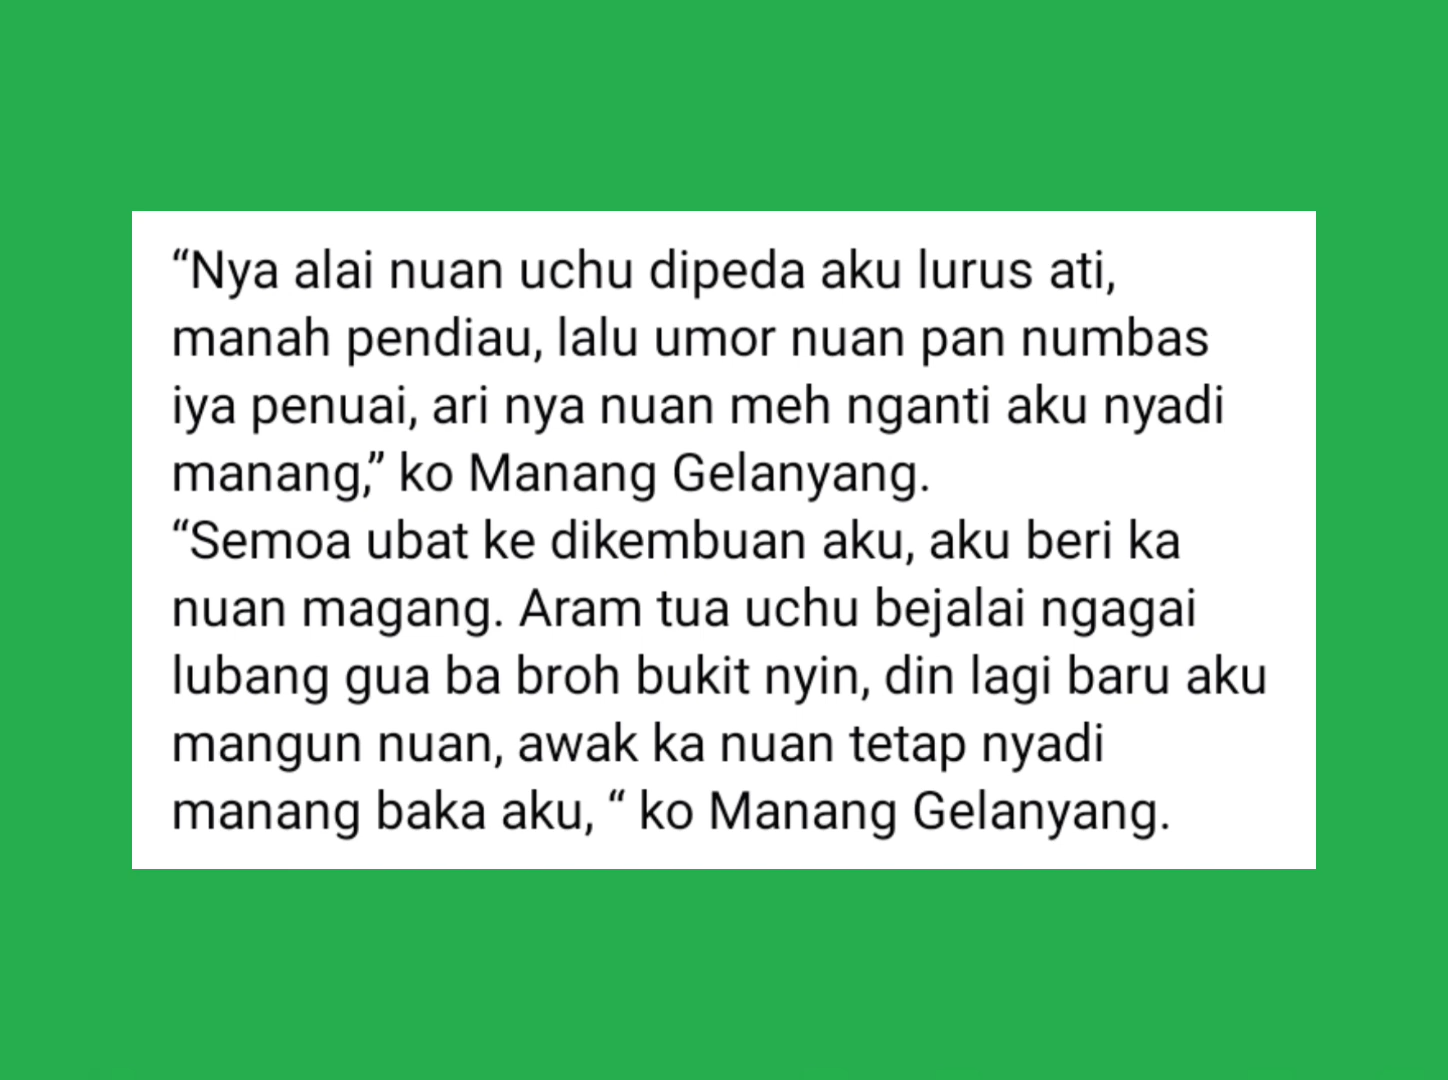 “Nya alai nuan uchu dipeda aku lurus ati,
manah pendiau, lalu umor nuan pan numbas
iya penuai, ari nya nuan meh nganti aku nyadi
manang,” ko Manang Gelanyang.
“Semoa ubat ke dikembuan aku, aku beri ka
nuan magang. Aram tua uchu bejalai ngagai
lubang gua ba broh bukit nyin, din lagi baru aku
mangun nuan, awak ka nuan tetap nyadi
manang baka aku, “ ko Manang Gelanyang.